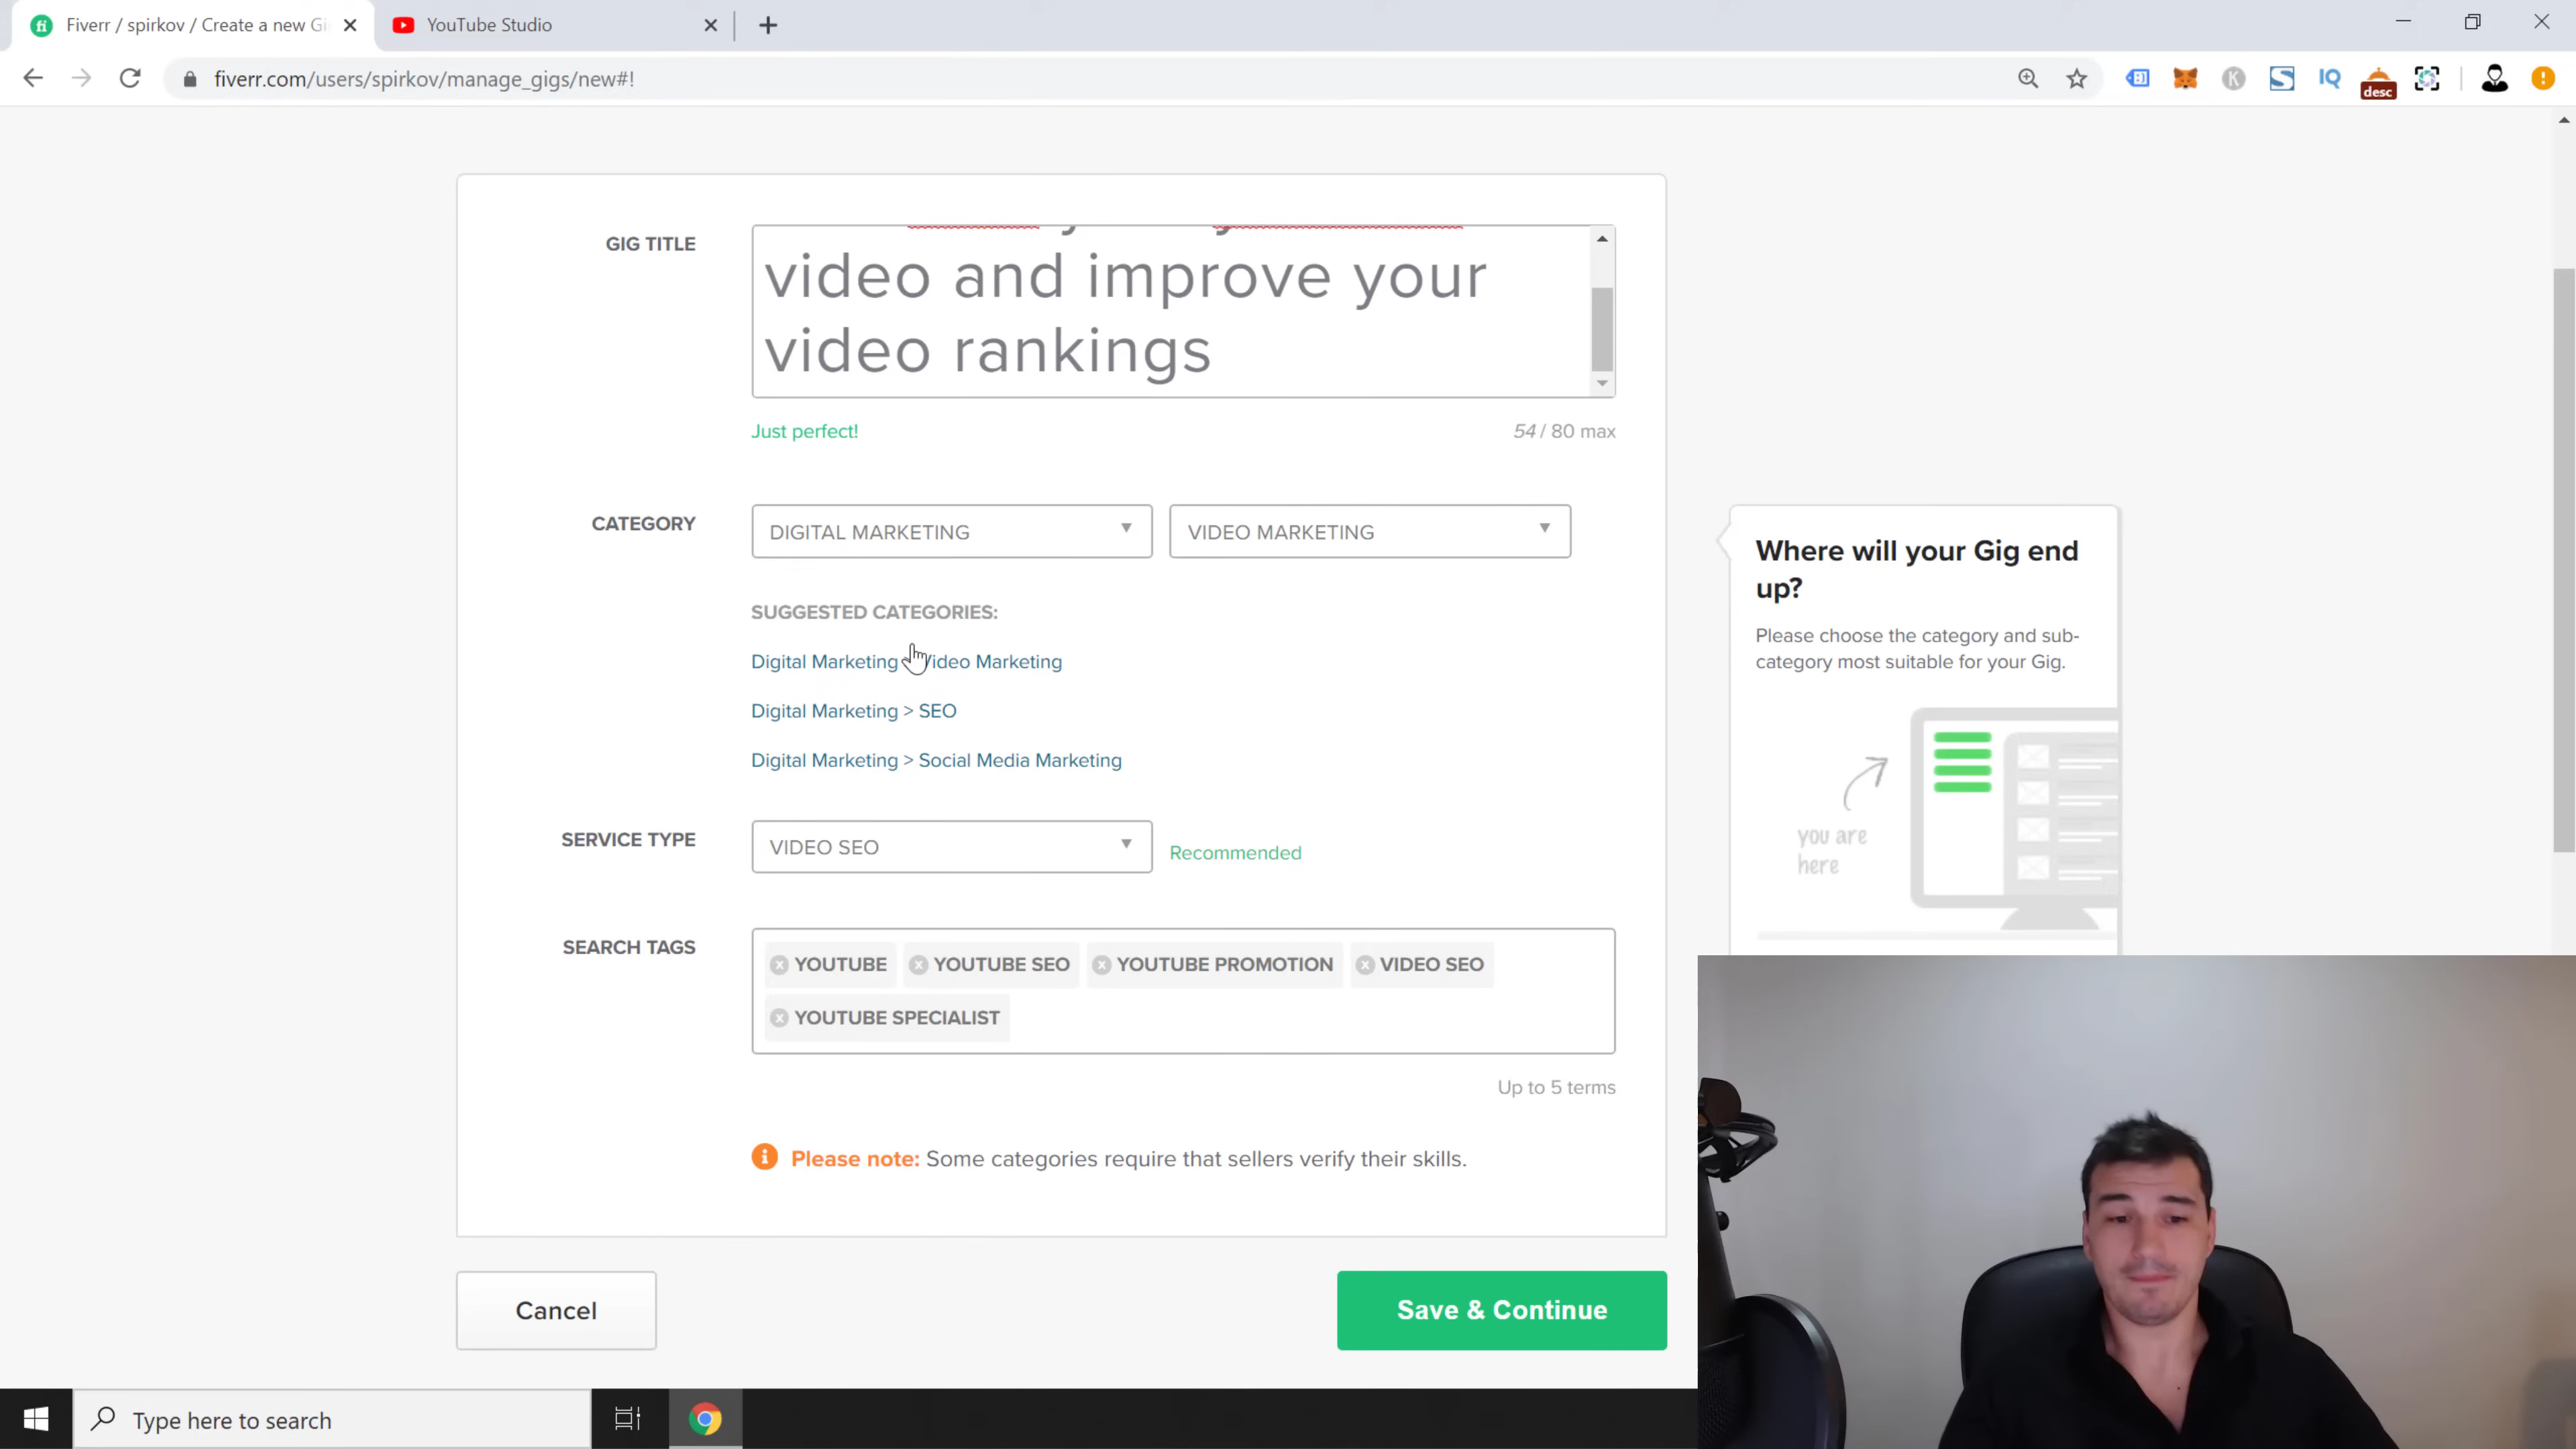 Fiverr / spirkov / Create a new Gi
YouTube Studio
fiverr.com/users/spirkov/manage_gigs/new#!
IQ
desc
GIG TITLE
video and improve your
video rankings
Just perfect!
54 / 80 max
CATEGORY
DIGITAL MARKETING
VIDEO MARKETING
SUGGESTED CATEGORIES:
Digital Marketing > Video Marketing
Digital Marketing > SEO
Digital Marketing > Social Media Marketing
SERVICE TYPE
VIDEO SEO
Recommended
SEARCH TAGS
YOUTUBE
YOUTUBE SEO
YOUTUBE PROMOTION
VIDEO SEO
YOUTUBE SPECIALIST
Up to 5 terms
Please note: Some categories require that sellers verify their skills.
Cancel
Save & Continue
Where will your Gig end
up?
Please choose the category and sub-
category most suitable for your Gig.
you are
here
Type here to search